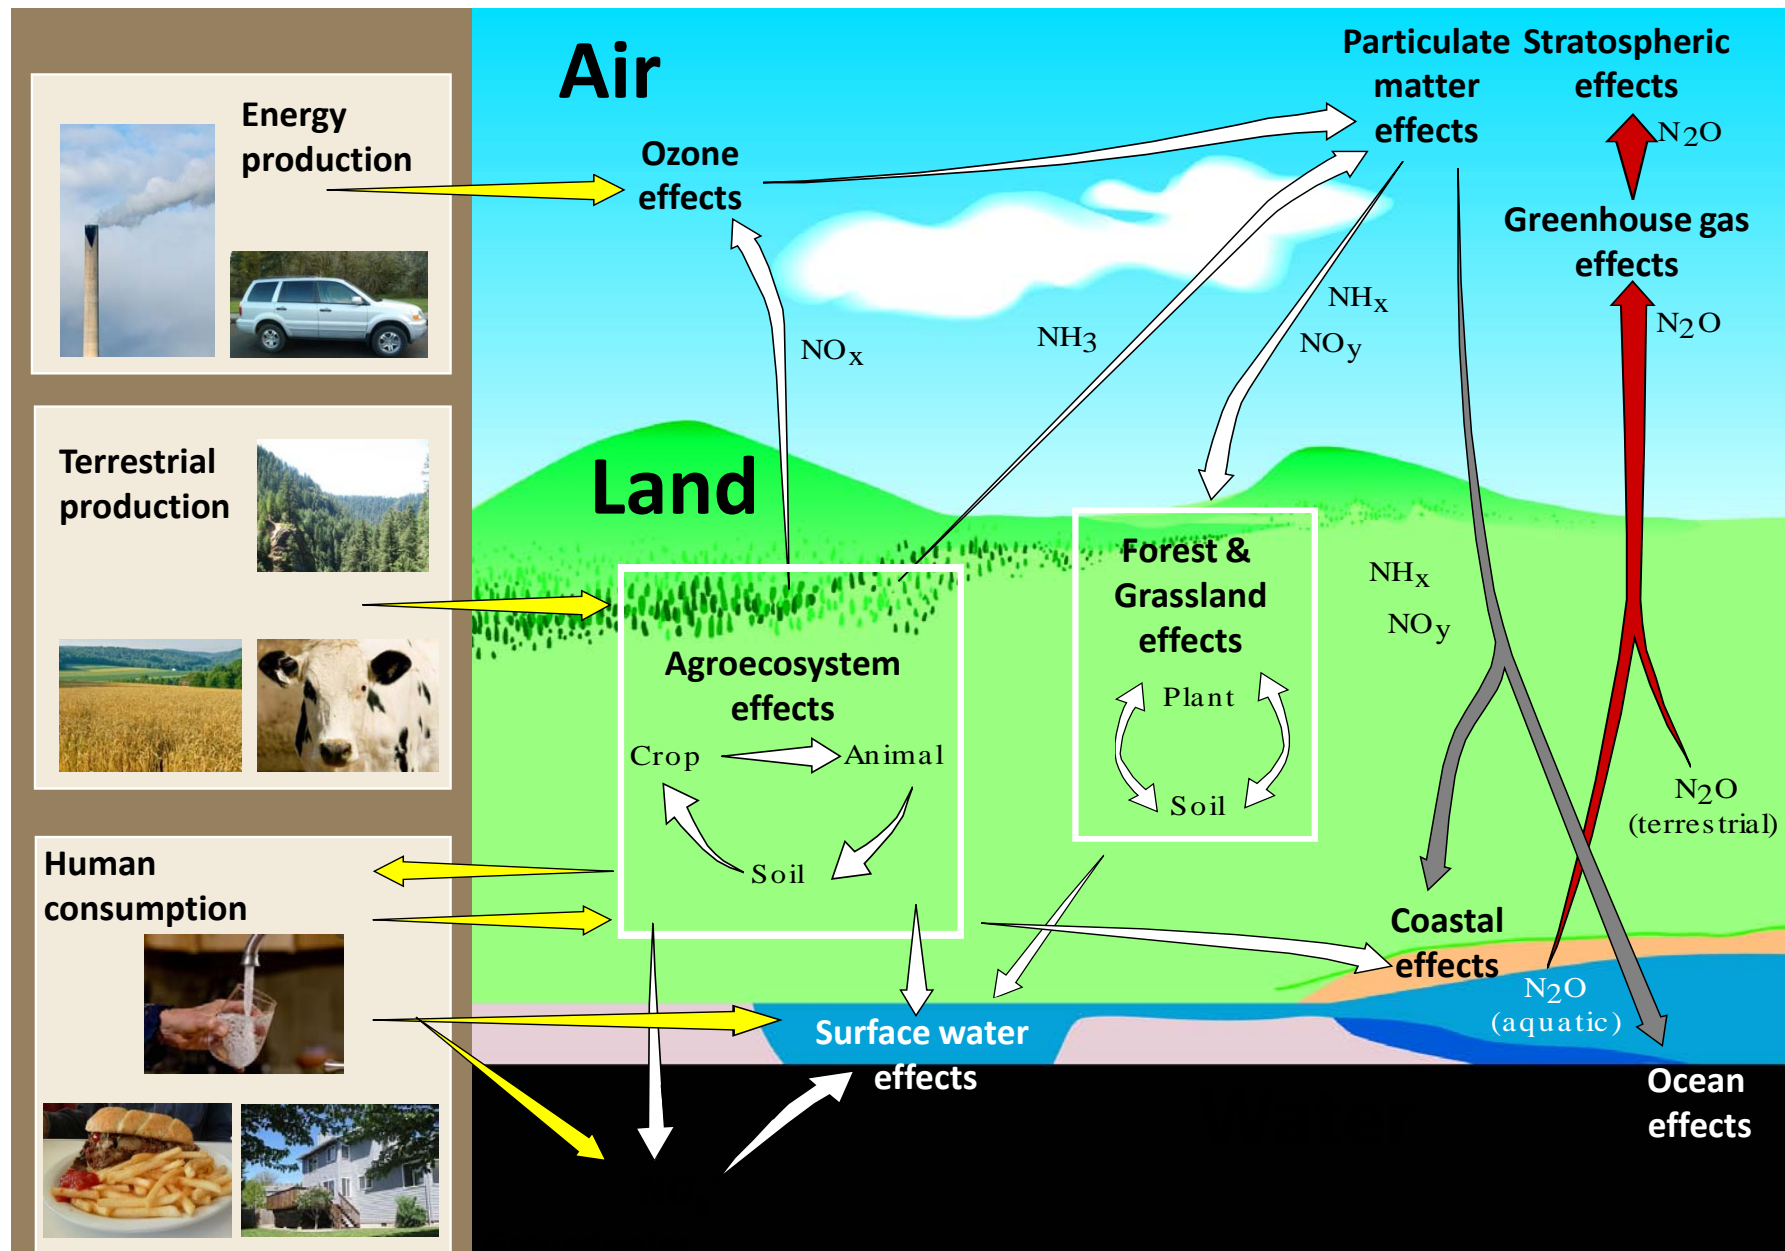 Energy
production
Terrestrial
production
Human
consumption
Air
Ozone
effects
Particulate
matter
effects
Stratospheric
effects
N2O
Greenhouse gas
effects
N2O
NOx
NH3
NHx
NOy
Land
Forest &
Grassland
effects
Plant
Soil
NHx
NOy
Agroecosystem
effects
Crop
Animal
Soil
N2O
(terrestrial)
Coastal
effects
N2O
(aquatic)
Surface water
effects
Ocean
effects